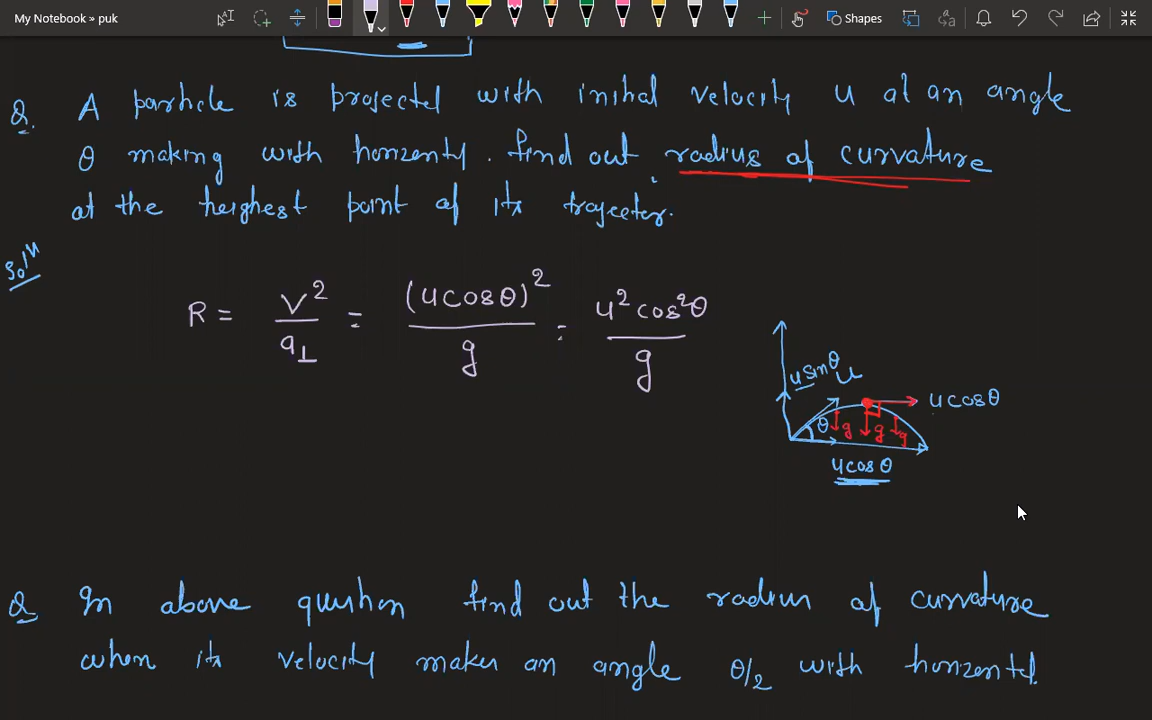 My Notebook » puk
Shapes
Q. A particle is projected with initial velocity u at an angle
θ making with horizonty. find out radius of curvature
at the heighest point of its trajector.
Solⁿ
R = V²/a⊥ = (ucosθ)²/g = u²cos²θ/g
usinθ u
ucosθ
θ g g g
ucosθ
Q In above question find out the radius of curvature
when its velocity makes an angle θ/2 with horizontal.